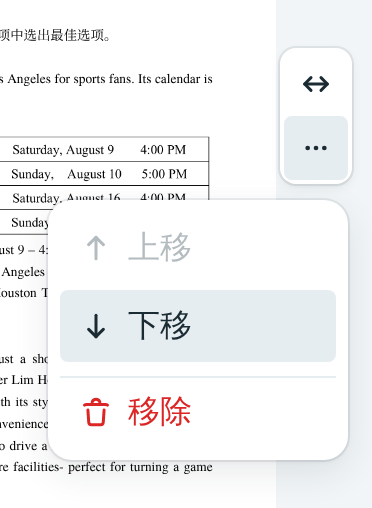 项中选出最佳选项。
s Angeles for sports fans. Its calendar is
Saturday, August 9 4:00 PM
Sunday, August 10 5:00 PM
Saturday, August 16 4:00 PM
Sunday
ust 9 – 4:
上移
Angeles
ouston T
下移
ust a sho
er Lim H
th its sty
移除
nvenience
o drive a
re facilities- perfect for turning a game